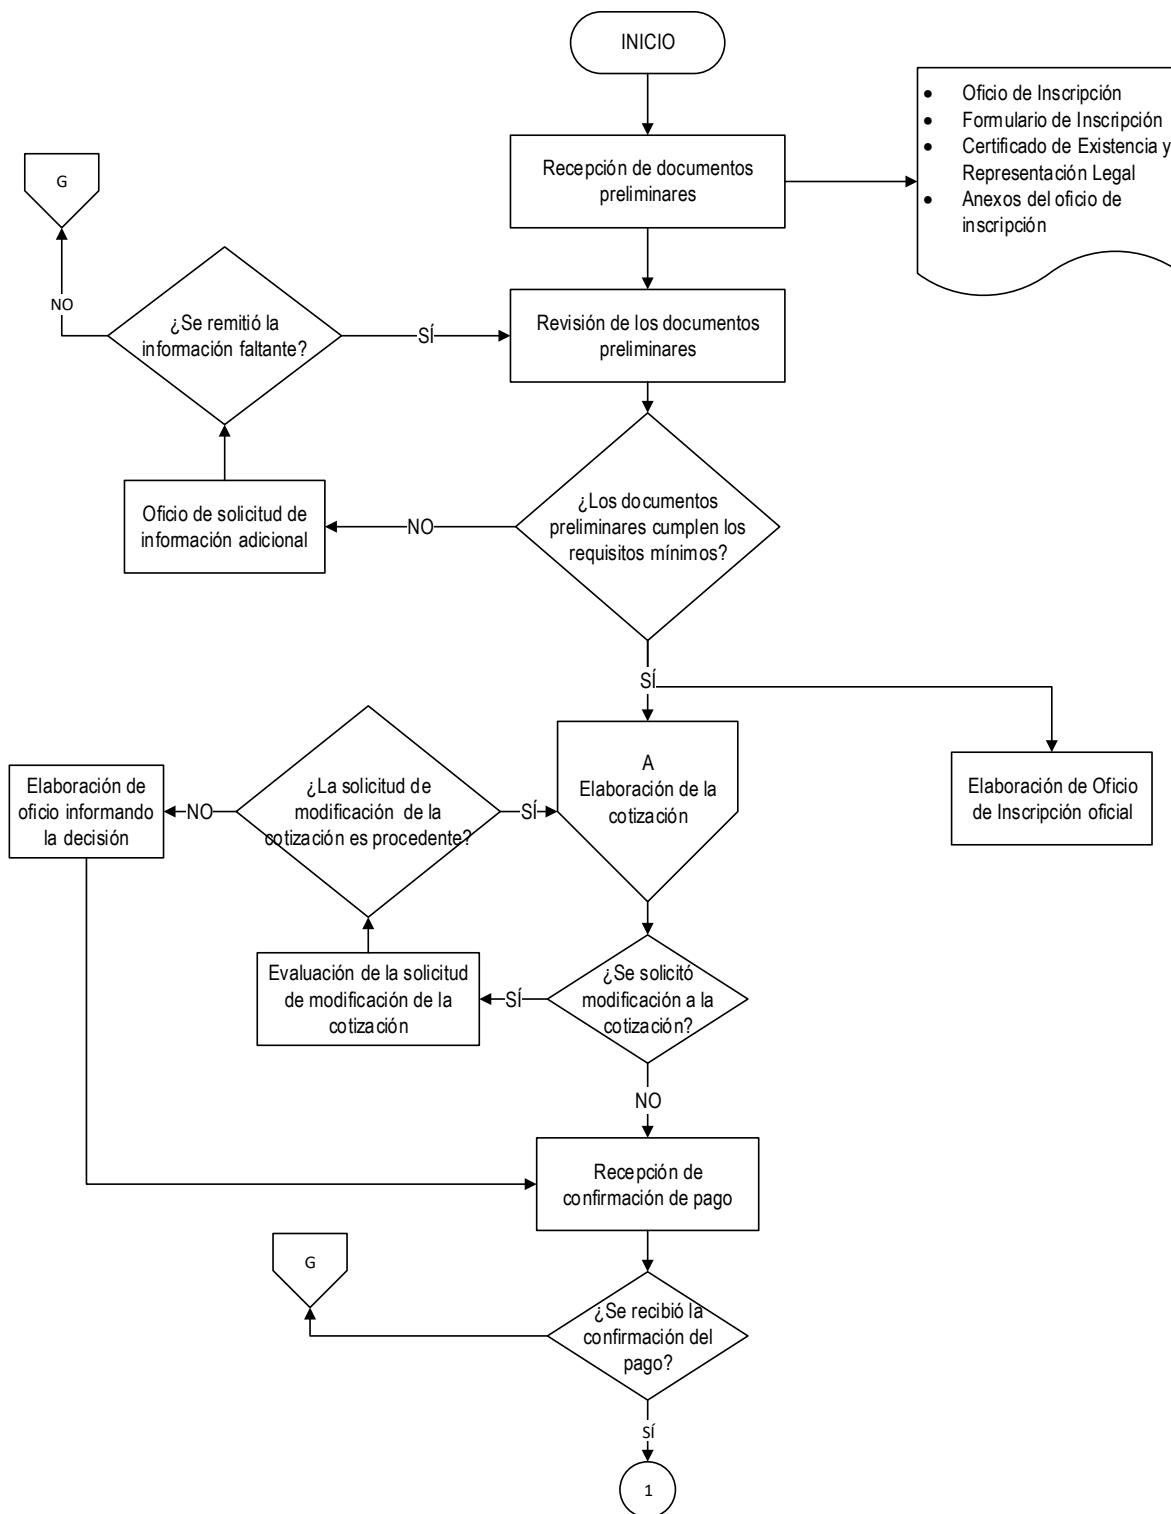 INICIO
• Oficio de Inscripción
• Formulario de Inscripción
• Certificado de Existencia y
Representación Legal
• Anexos del oficio de
inscripción
Recepción de documentos
preliminares
G
NO
¿Se remitió la
información faltante?
SÍ
Revisión de los documentos
preliminares
¿Los documentos
preliminares cumplen los
requisitos mínimos?
NO
Oficio de solicitud de
información adicional
SÍ
A
Elaboración de la
cotización
Elaboración de Oficio
de Inscripción oficial
¿La solicitud de
modificación de la
cotización es procedente?
SÍ
NO
Elaboración de
oficio informando
la decisión
¿Se solicitó
modificación a la
cotización?
SÍ
Evaluación de la solicitud
de modificación de la
cotización
NO
Recepción de
confirmación de pago
G
¿Se recibió la
confirmación del
pago?
SÍ
1